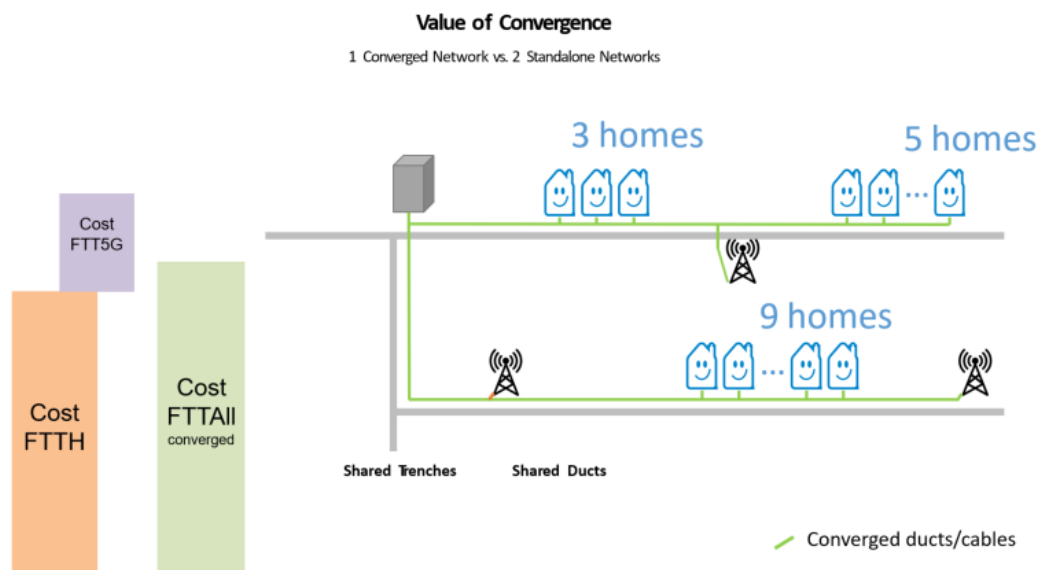 Value of Convergence
1 Converged Network vs. 2 Standalone Networks
3 homes
5 homes
Cost
FTT5G
9 homes
Cost
FTTH
Cost
FTTAll
converged
Shared Trenches
Shared Ducts
Converged ducts/cables